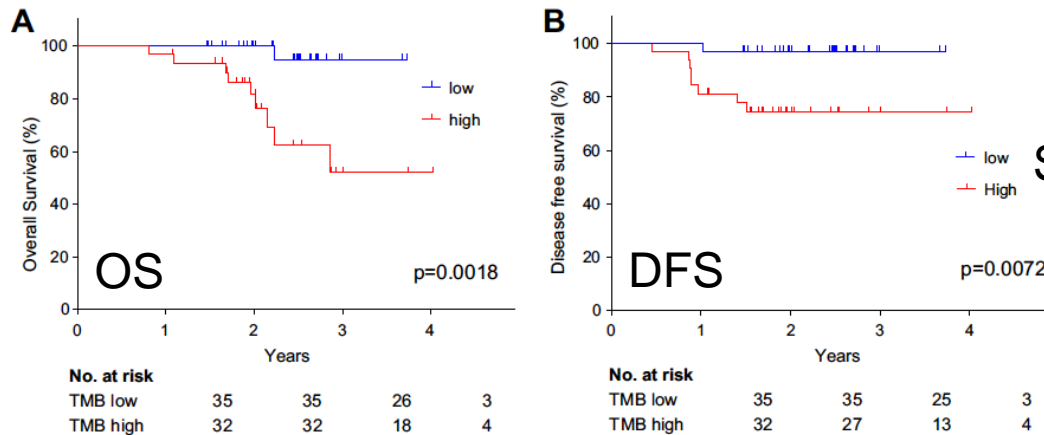 A
100
80
60
40
20
0
Overall Survival (%)
low
high
OS
p=0.0018
0 1 2 3 4
Years
No. at risk
TMB low 35 35 26 3
TMB high 32 32 18 4
B
100
80
60
40
20
0
Disease free survival (%)
low
High
S
DFS
p=0.0072
0 1 2 3 4
Years
No. at risk
TMB low 35 35 25 3
TMB high 32 27 13 4